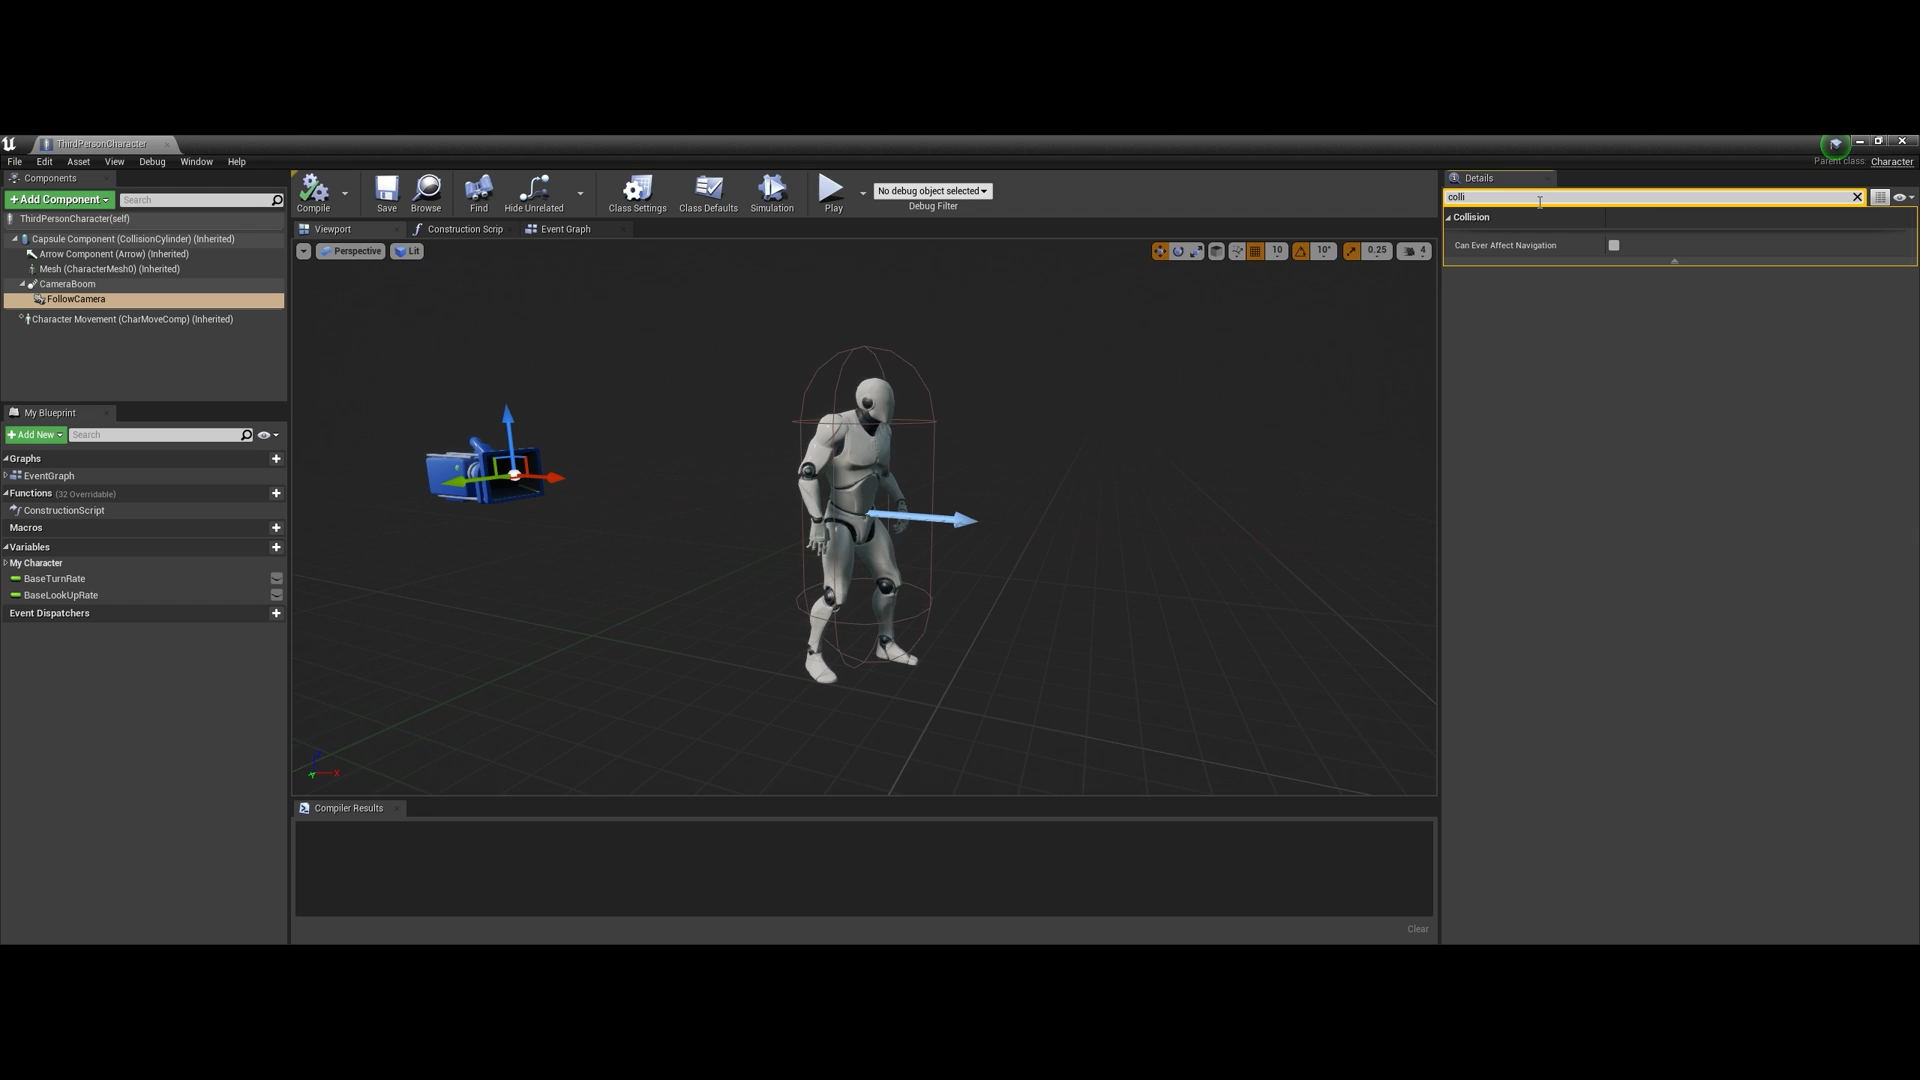 ThirdPersonCharacter
File Edit Asset View Debug Window Help
Parent class: Character
Components
+ Add Component
Search
ThirdPersonCharacter(self)
Capsule Component (CollisionCylinder) (Inherited)
Arrow Component (Arrow) (Inherited)
Mesh (CharacterMesh0) (Inherited)
CameraBoom
FollowCamera
Character Movement (CharMoveComp) (Inherited)
My Blueprint
+ Add New
Search
Graphs
EventGraph
Functions (32 Overridable)
ConstructionScript
Macros
Variables
My Character
BaseTurnRate
BaseLookUpRate
Event Dispatchers
Compile Save Browse Find Hide Unrelated Class Settings Class Defaults Simulation Play
No debug object selected
Debug Filter
Viewport Construction Scrip Event Graph
Perspective Lit
10 10° 0.25 4
X
Compiler Results
Clear
Details
colli
Collision
Can Ever Affect Navigation